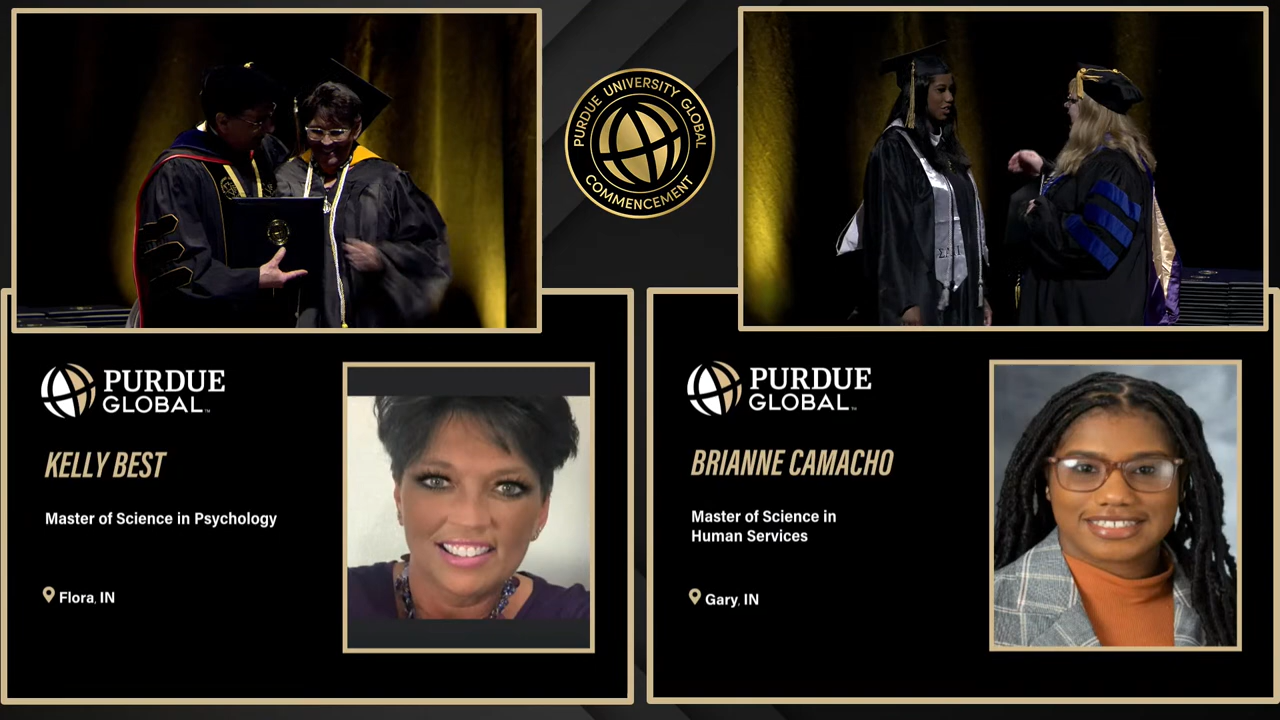 PURDUE UNIVERSITY GLOBAL
COMMENCEMENT
ΣΛΠ
PURDUE
GLOBAL
KELLY BEST
Master of Science in Psychology
Flora, IN
PURDUE
GLOBAL
BRIANNE CAMACHO
Master of Science in
Human Services
Gary, IN